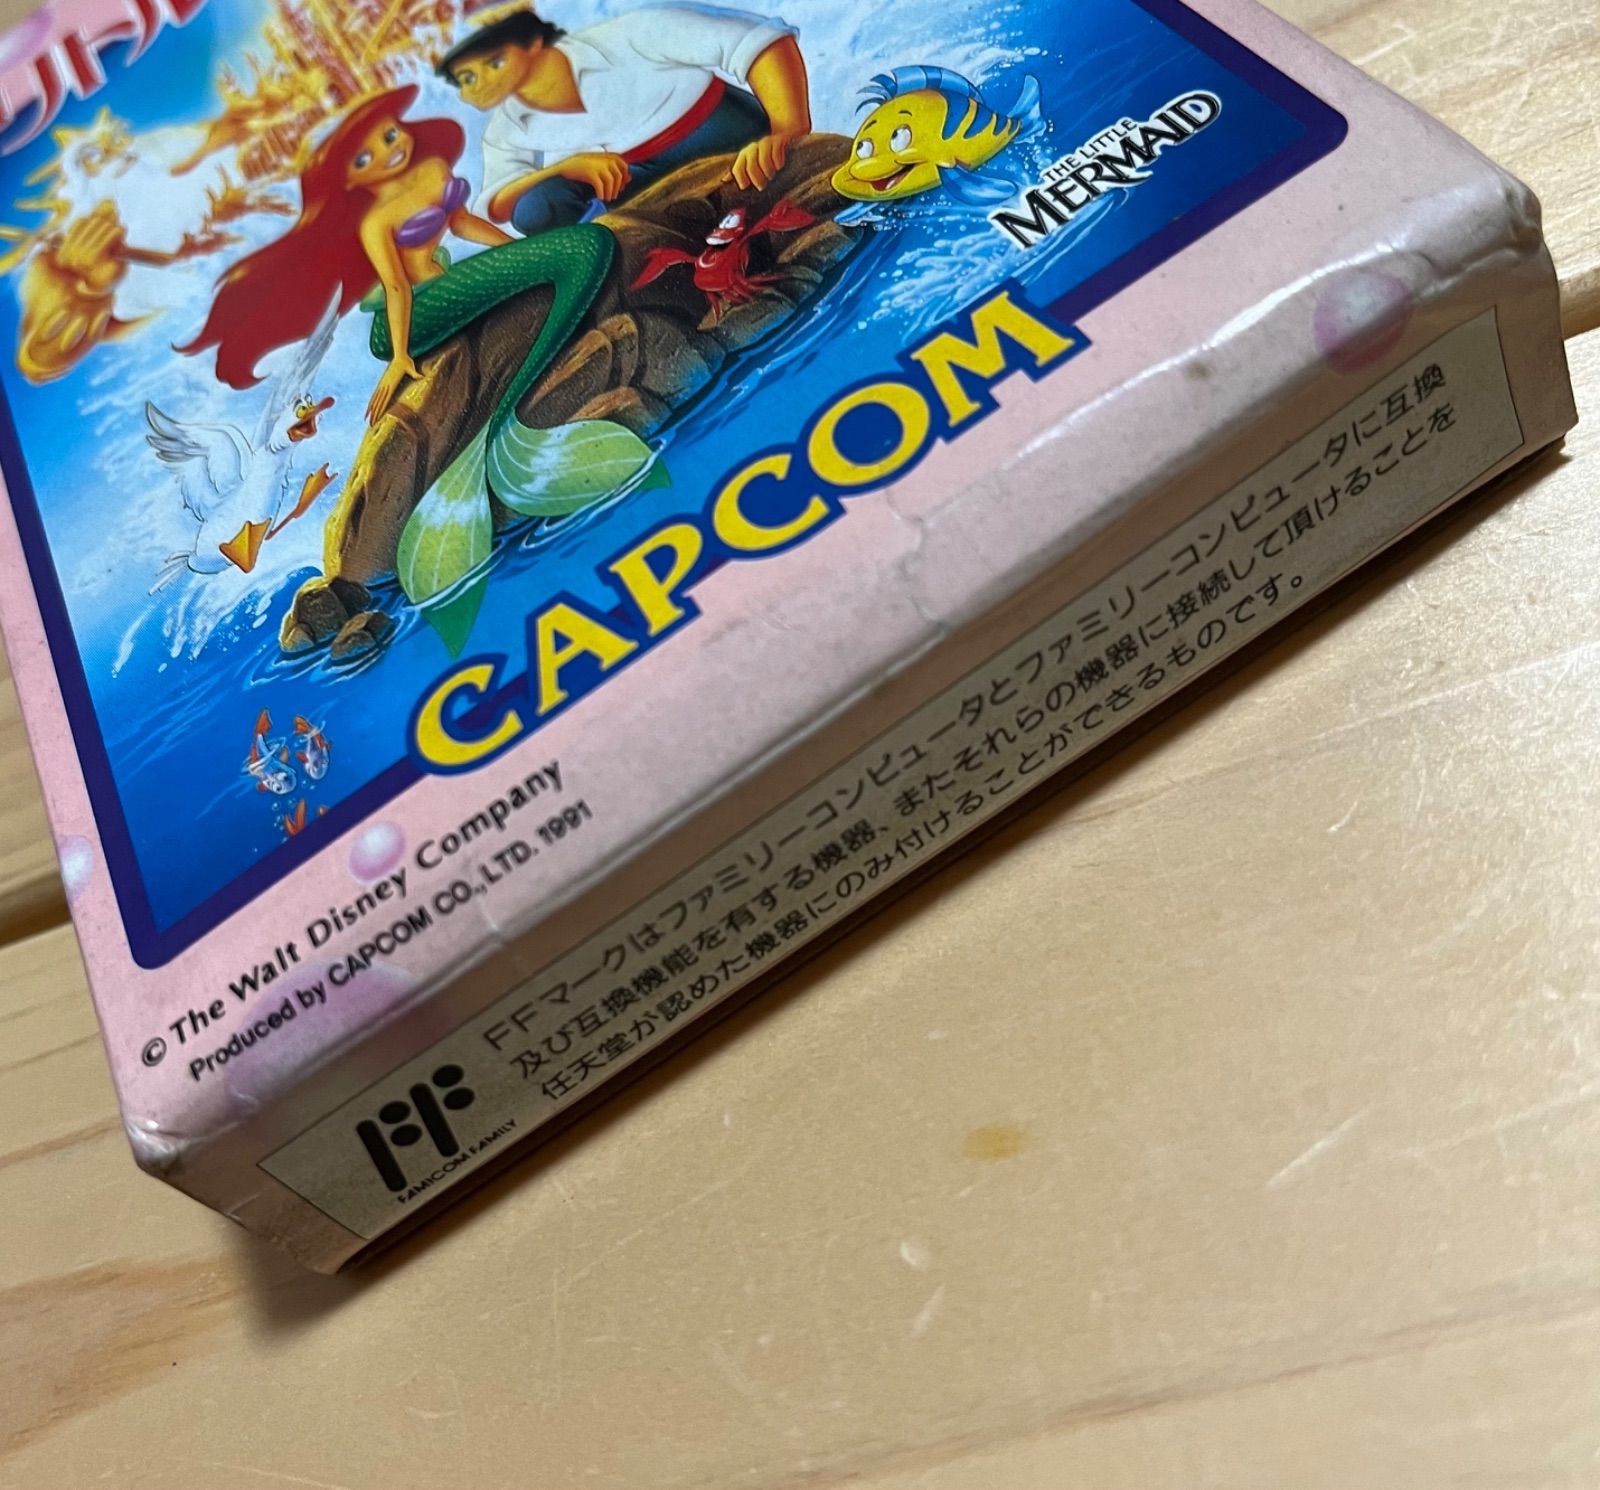 リトル
THE LITTLE
MERMAID
CAPCOM
© The Walt Disney Company
Produced by CAPCOM CO., LTD. 1991
FAMICOM FAMILY
FFマークはファミリーコンピュータとファミリーコンピュータに互換
及び互換機能を有する機器、またそれらの機器に接続して頂けることを
任天堂が認めた機器にのみ付けることができるものです。